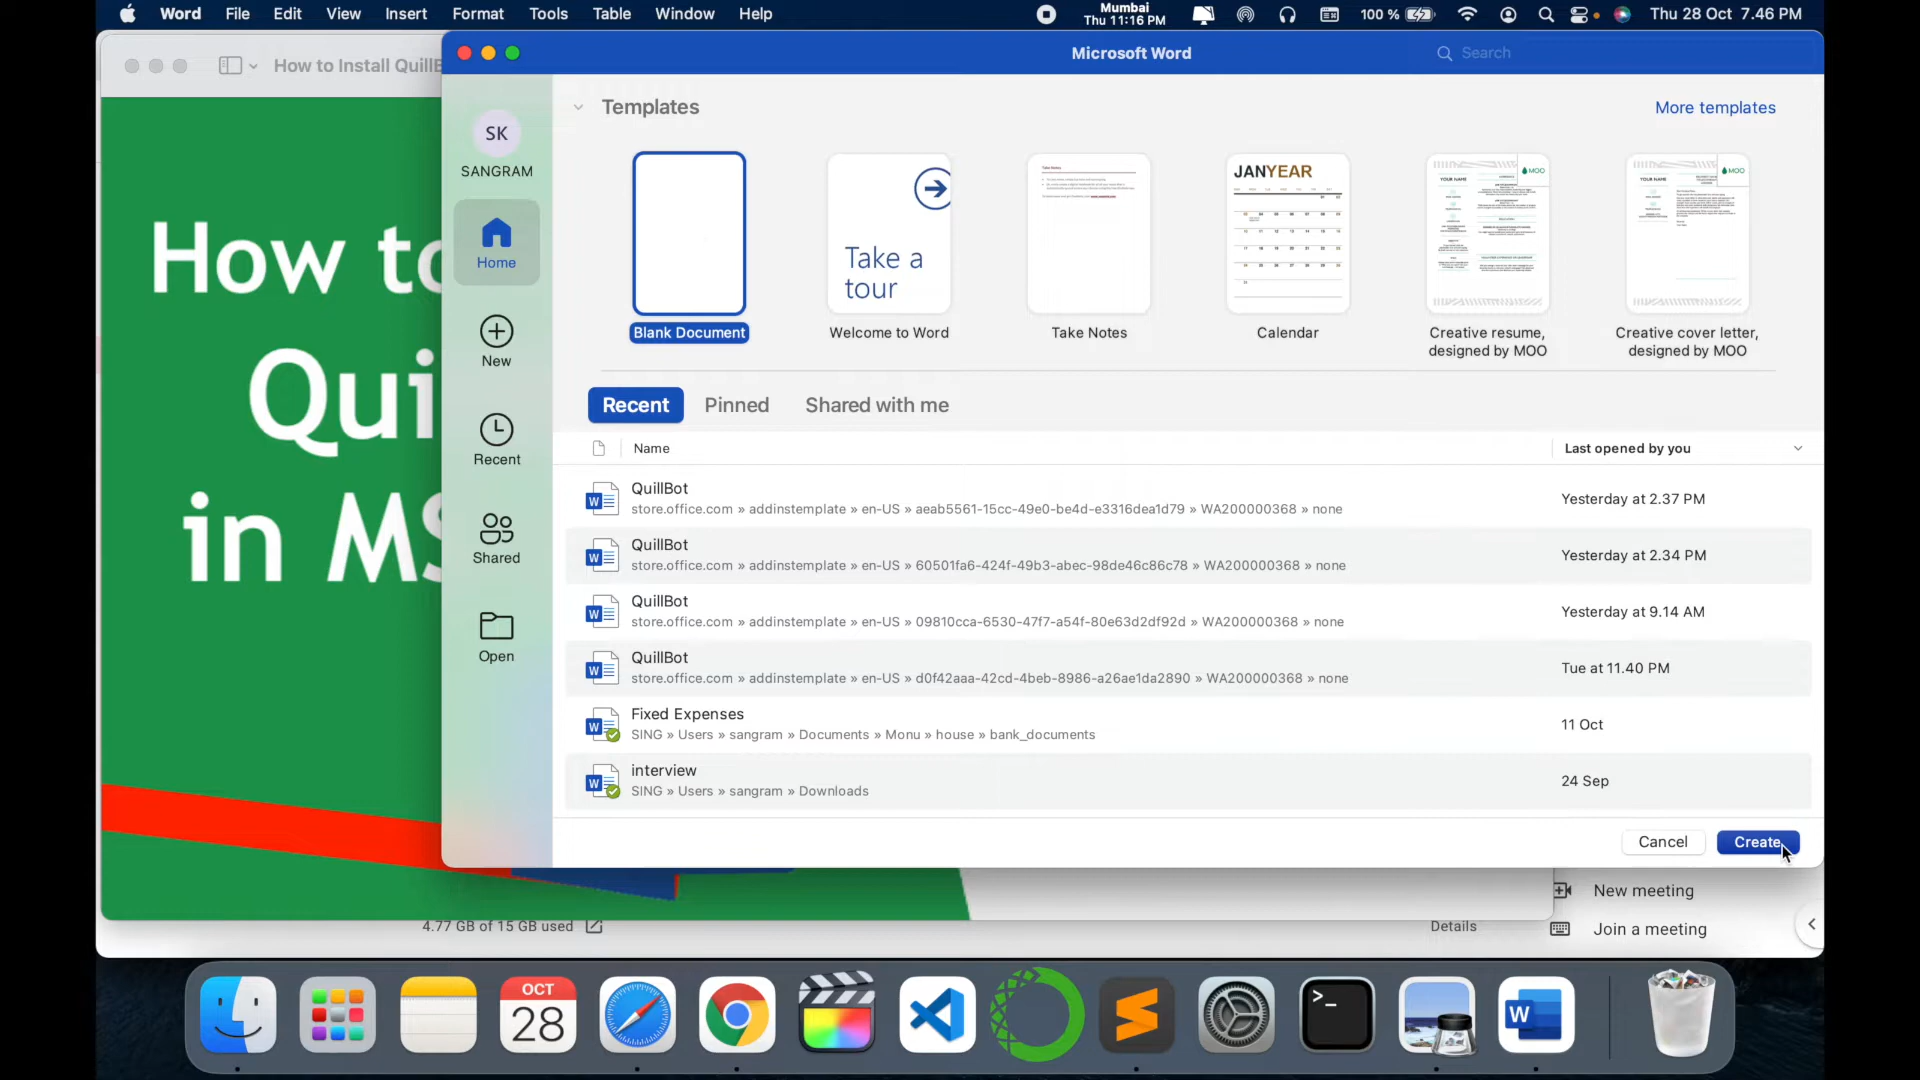 Word File Edit View Insert Format Tools Table Window Help
Mumbai
Thu 11:16 PM
100 %
Thu 28 Oct 7.46 PM
How to Install QuillB
How to
Qui
in MS
Microsoft Word
Search
SK
SANGRAM
Home
New
Recent
Shared
Open
Templates
More templates
Take a
tour
Take Notes
JANYEAR
YOUR NAME
MOO
YOUR NAME
MOO
Blank Document
Welcome to Word
Take Notes
Calendar
Creative resume,
designed by MOO
Creative cover letter,
designed by MOO
Recent Pinned Shared with me
Name
Last opened by you
QuillBot
store.office.com » addinstemplate » en-US » aeab5561-15cc-49e0-be4d-e3316dea1d79 » WA200000368 » none
Yesterday at 2.37 PM
QuillBot
store.office.com » addinstemplate » en-US » 60501fa6-424f-49b3-abec-98de46c86c78 » WA200000368 » none
Yesterday at 2.34 PM
QuillBot
store.office.com » addinstemplate » en-US » 09810cca-6530-47f7-a54f-80e63d2df92d » WA200000368 » none
Yesterday at 9.14 AM
QuillBot
store.office.com » addinstemplate » en-US » d0f42aaa-42cd-4beb-8986-a26ae1da2890 » WA200000368 » none
Tue at 11.40 PM
Fixed Expenses
SING » Users » sangram » Documents » Monu » house » bank_documents
11 Oct
interview
SING » Users » sangram » Downloads
24 Sep
Cancel
Create
New meeting
4.77 GB of 15 GB used
Details
Join a meeting
OCT
28
W